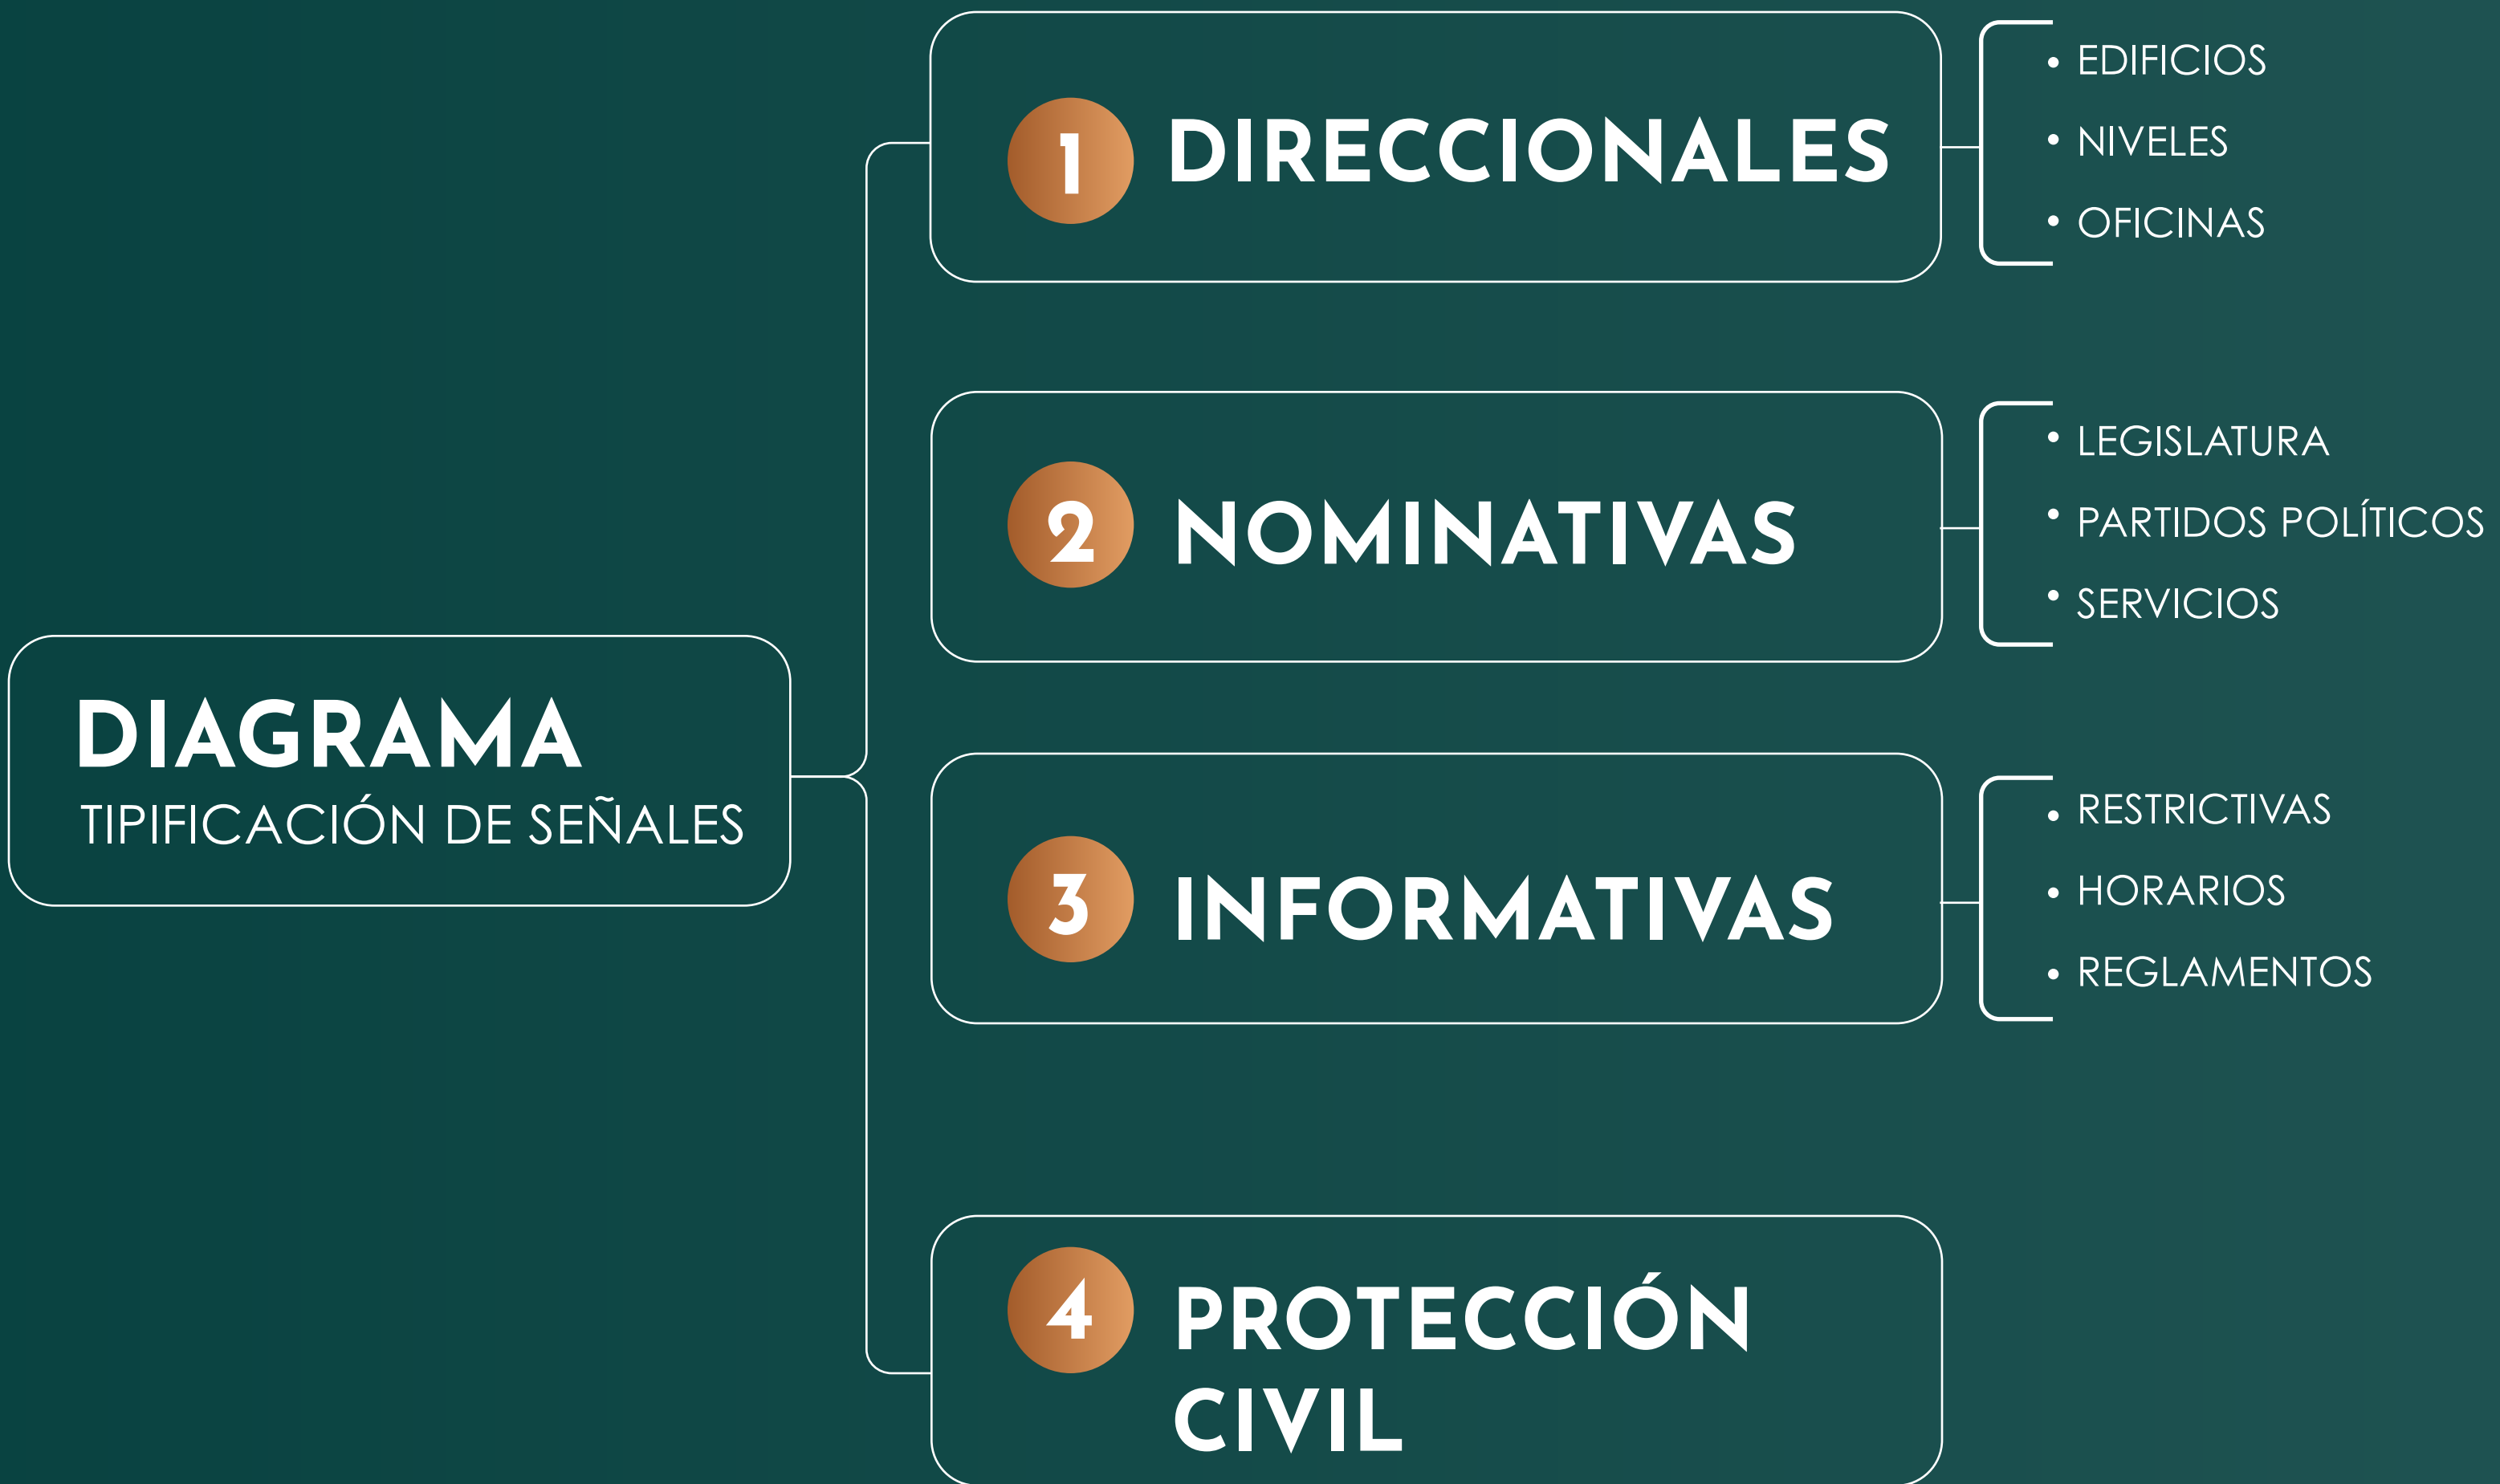 DIAGRAMA
TIPIFICACIÓN DE SEÑALES
1 DIRECCIONALES
• EDIFICIOS
• NIVELES
• OFICINAS
2 NOMINATIVAS
• LEGISLATURA
• PARTIDOS POLÍTICOS
• SERVICIOS
3 INFORMATIVAS
• RESTRICTIVAS
• HORARIOS
• REGLAMENTOS
4 PROTECCIÓN
CIVIL